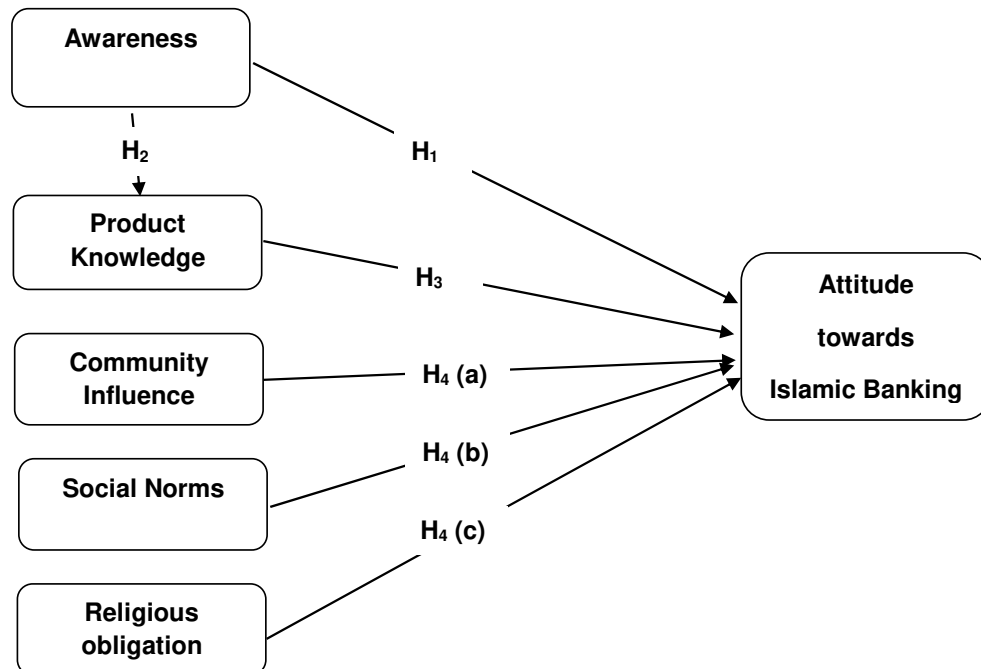 Awareness
H₂
H₁
Product
Knowledge
H₃
Community
Influence
H₄ (a)
Social Norms
H₄ (b)
Religious
obligation
H₄ (c)
Attitude
towards
Islamic Banking